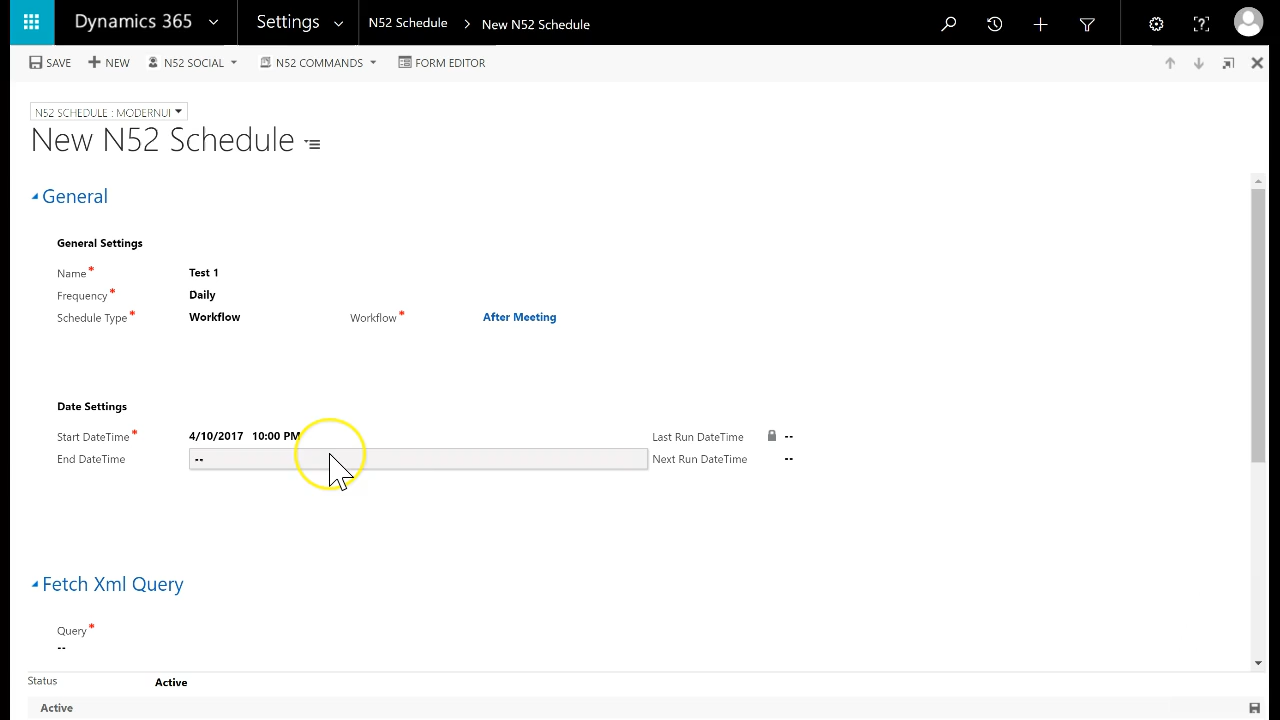 Dynamics 365 Settings N52 Schedule > New N52 Schedule
SAVE NEW N52 SOCIAL N52 COMMANDS FORM EDITOR
N52 SCHEDULE : MODERNUI
New N52 Schedule
General
General Settings
Name* Test 1
Frequency* Daily
Schedule Type* Workflow Workflow* After Meeting
Date Settings
Start DateTime* 4/10/2017 10:00 PM Last Run DateTime --
End DateTime -- Next Run DateTime --
Fetch Xml Query
Query*
--
Status Active
Active